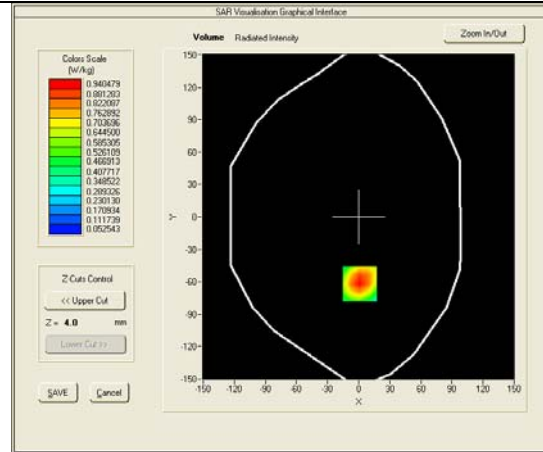 SAR Visualisation Graphical Interface
Volume Radiated Intensity
Zoom In/Out
Colors Scale
(W/kg)
0.940479
0.881283
0.822087
0.762892
0.703696
0.644500
0.585305
0.526109
0.466913
0.407717
0.348522
0.289326
0.230130
0.170934
0.111739
0.052543
Z Cuts Control
<< Upper Cut
Z = 4.0 mm
Lower Cut >>
SAVE Cancel
Y
150
120
90
60
30
0
-30
-60
-90
-120
-150
-150 -120 -90 -60 -30 0 30 60 90 120 150
X